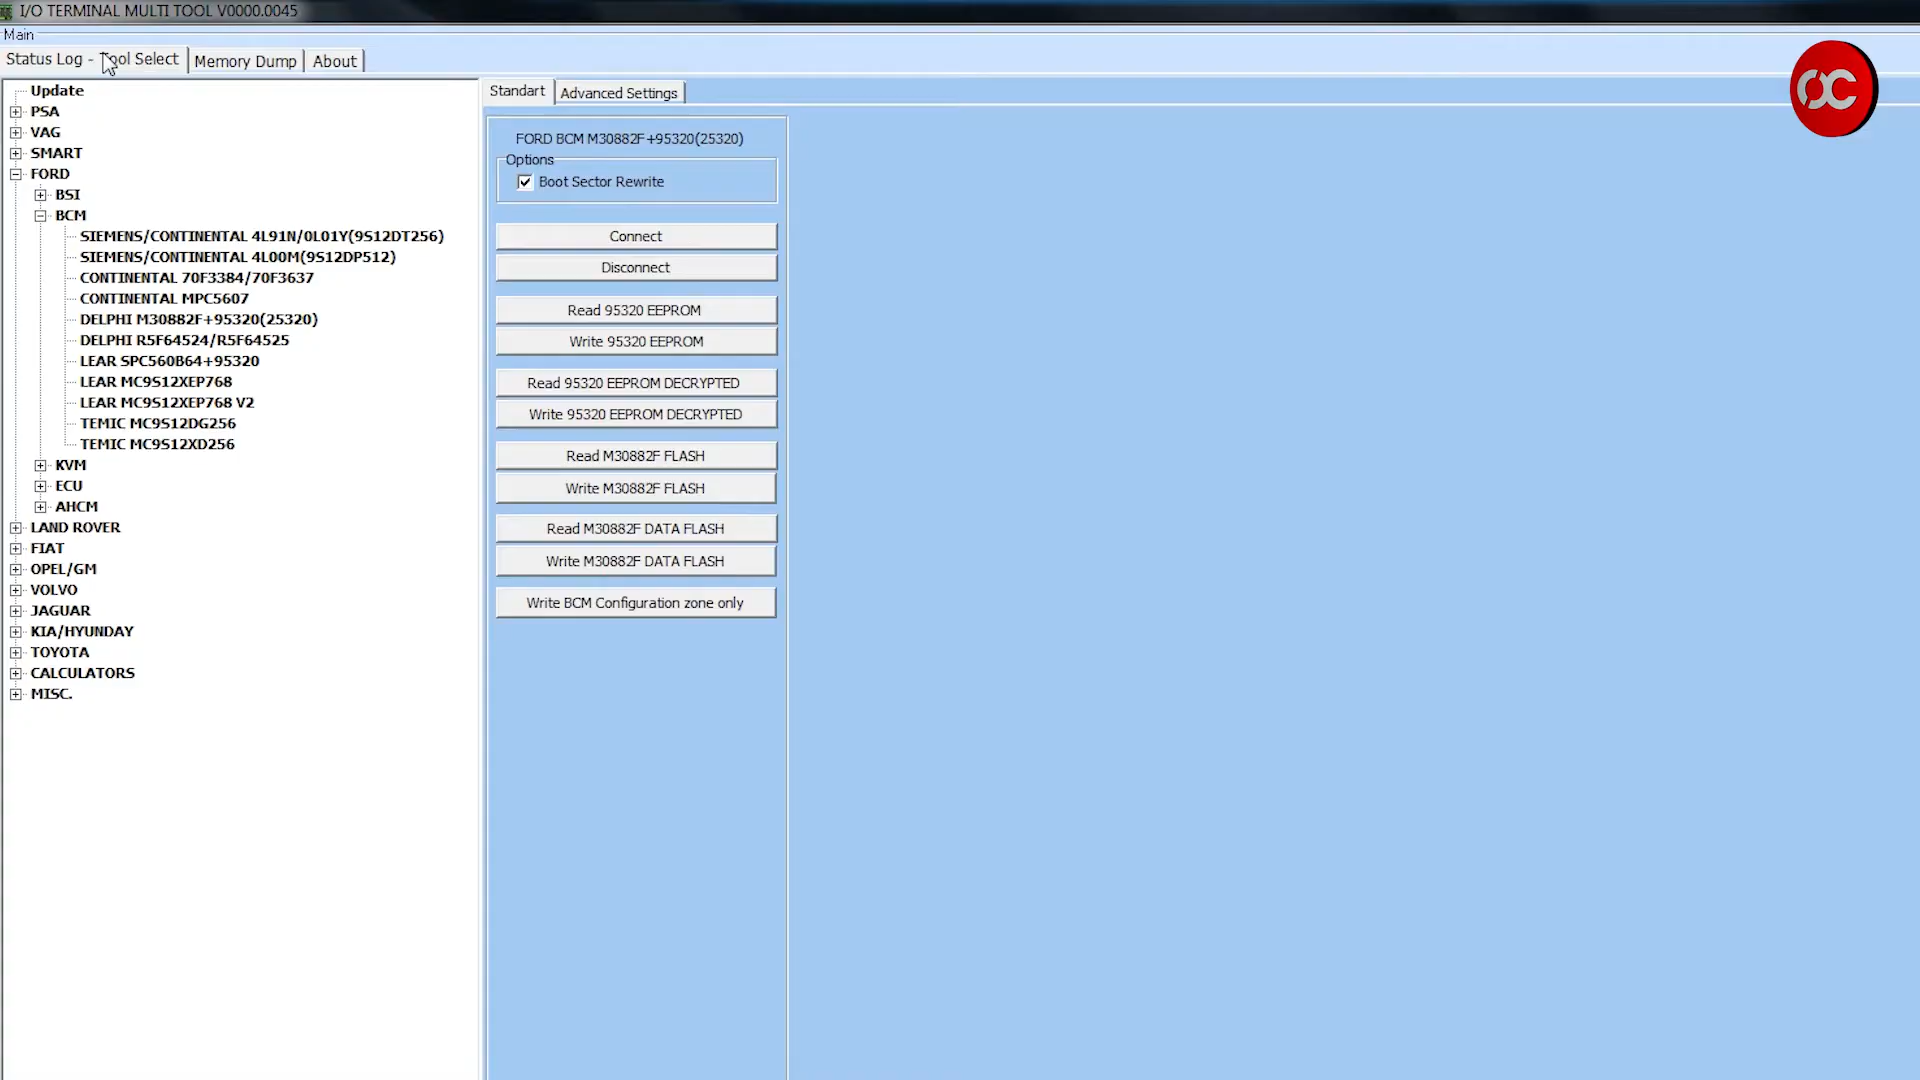 I/O TERMINAL MULTI TOOL V0000.0045
Main
Status Log - Tool Select
Memory Dump
About
Update
PSA
VAG
SMART
FORD
BSI
BCM
SIEMENS/CONTINENTAL 4L91N/0L01Y(9S12DT256)
SIEMENS/CONTINENTAL 4L00M(9S12DP512)
CONTINENTAL 70F3384/70F3637
CONTINENTAL MPC5607
DELPHI M30882F+95320(25320)
DELPHI R5F64524/R5F64525
LEAR SPC560B64+95320
LEAR MC9S12XEP768
LEAR MC9S12XEP768 V2
TEMIC MC9S12DG256
TEMIC MC9S12XD256
KVM
ECU
AHCM
LAND ROVER
FIAT
OPEL/GM
VOLVO
JAGUAR
KIA/HYUNDAY
TOYOTA
CALCULATORS
MISC.
Standart
Advanced Settings
FORD BCM M30882F+95320(25320)
Options
Boot Sector Rewrite
Connect
Disconnect
Read 95320 EEPROM
Write 95320 EEPROM
Read 95320 EEPROM DECRYPTED
Write 95320 EEPROM DECRYPTED
Read M30882F FLASH
Write M30882F FLASH
Read M30882F DATA FLASH
Write M30882F DATA FLASH
Write BCM Configuration zone only